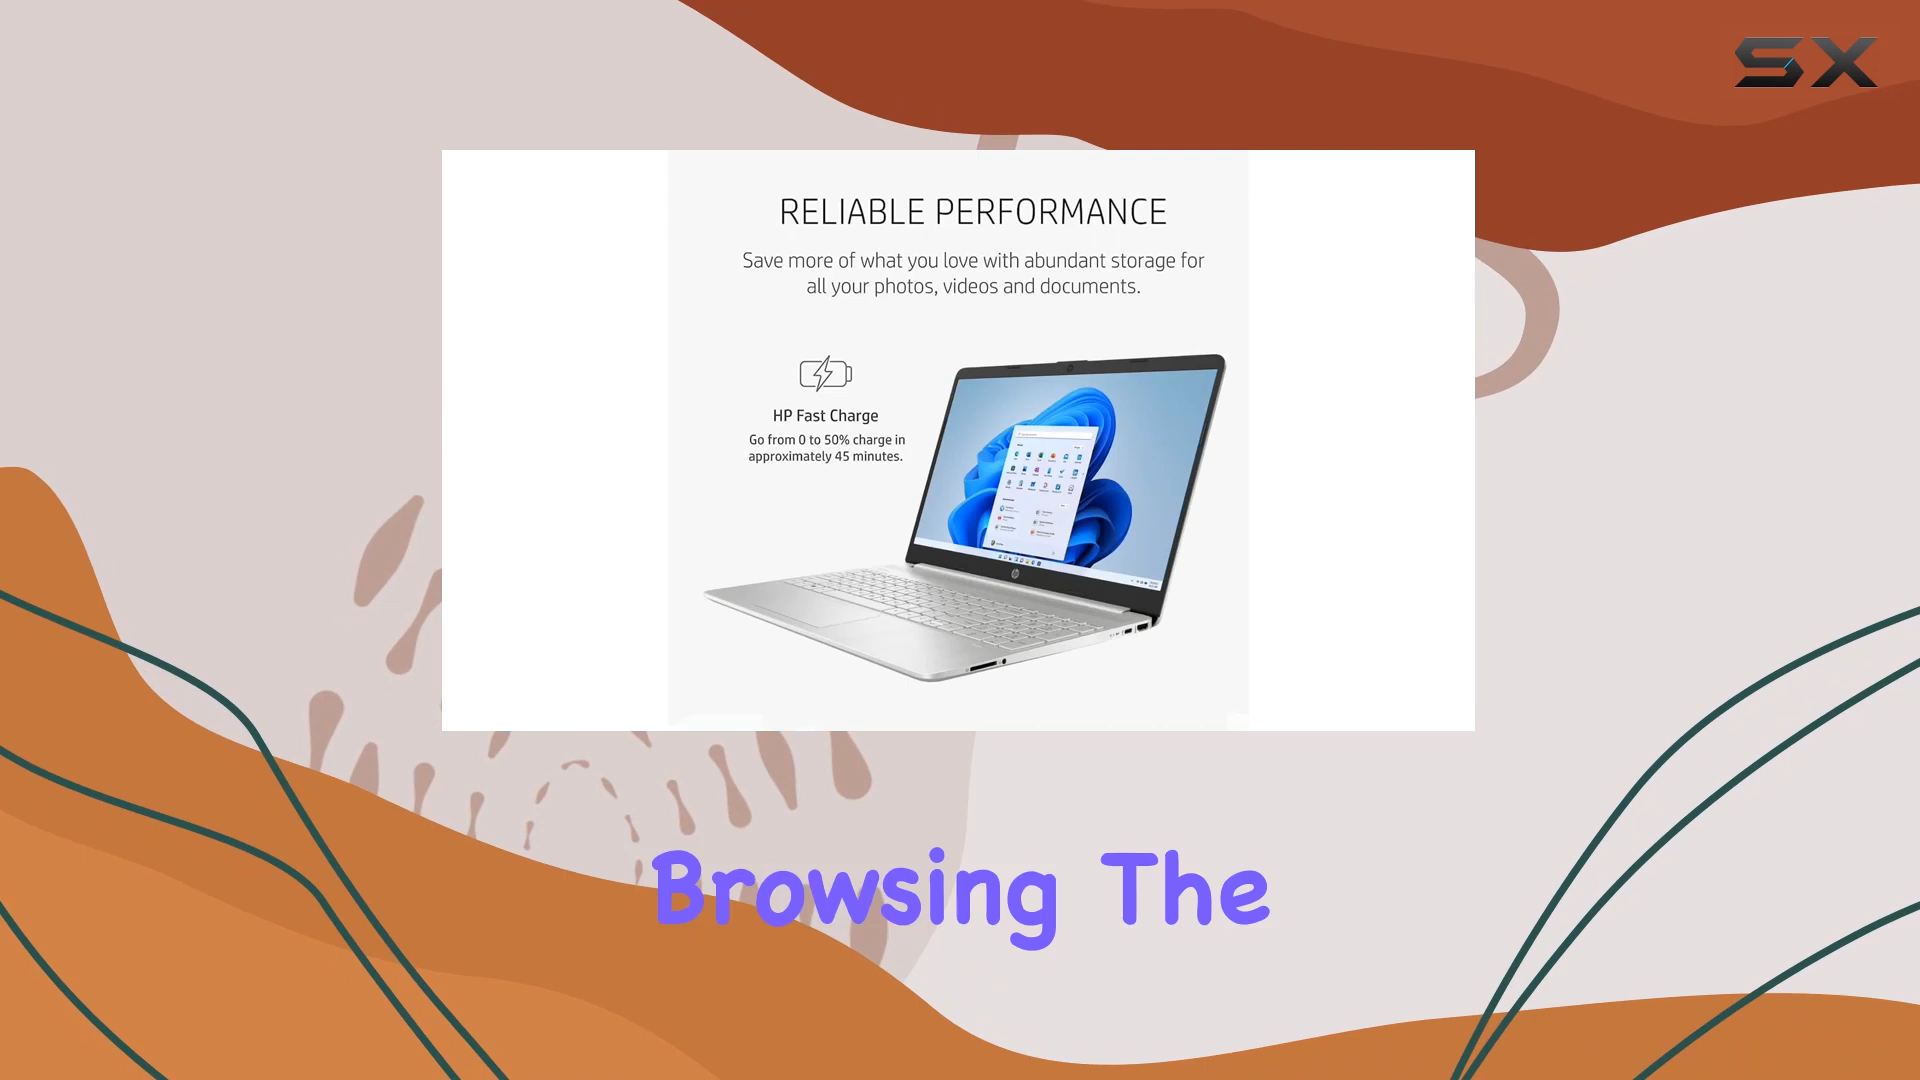 SX
RELIABLE PERFORMANCE
Save more of what you love with abundant storage for
all your photos, videos and documents.
HP Fast Charge
Go from 0 to 50% charge in
approximately 45 minutes.
hp
Browsing The